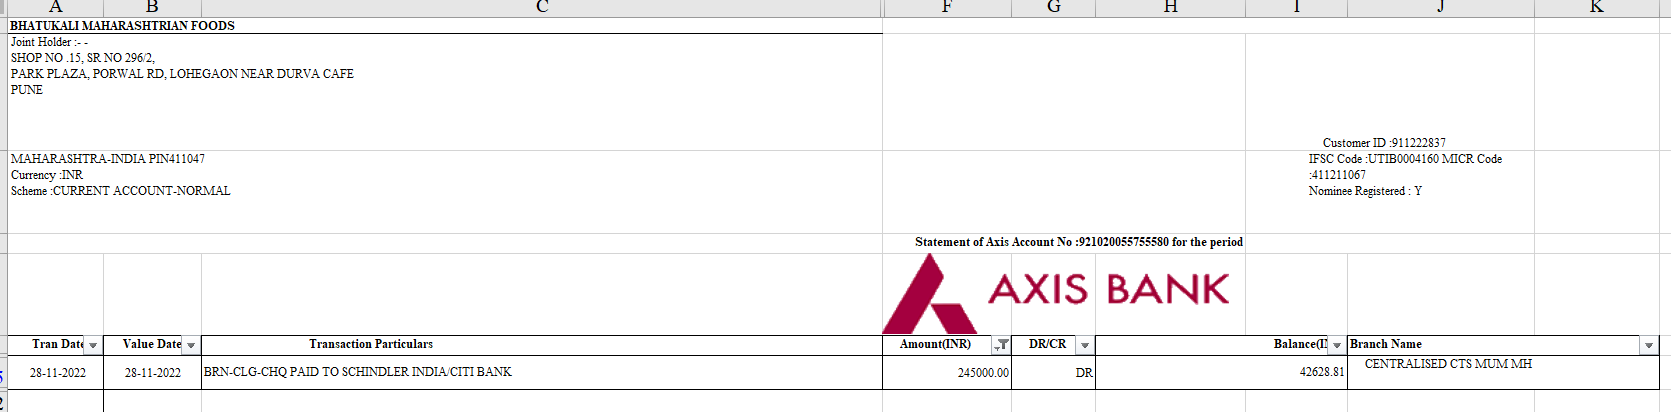 A B C F G H I J K
BHATUKALI MAHARASHTRIAN FOODS
Joint Holder :- -
SHOP NO .15, SR NO 296/2,
PARK PLAZA, PORWAL RD, LOHEGAON NEAR DURVA CAFE
PUNE
Customer ID :911222837
MAHARASHTRA-INDIA PIN411047
IFSC Code :UTIB0004160 MICR Code
Currency :INR
:411211067
Scheme :CURRENT ACCOUNT-NORMAL
Nominee Registered : Y
Statement of Axis Account No :921020055755580 for the period
AXIS BANK
Tran Date Value Date Transaction Particulars Amount(INR) DR/CR Balance(IN Branch Name
28-11-2022 28-11-2022 BRN-CLG-CHQ PAID TO SCHINDLER INDIA/CITI BANK 245000.00 DR 42628.81 CENTRALISED CTS MUM MH